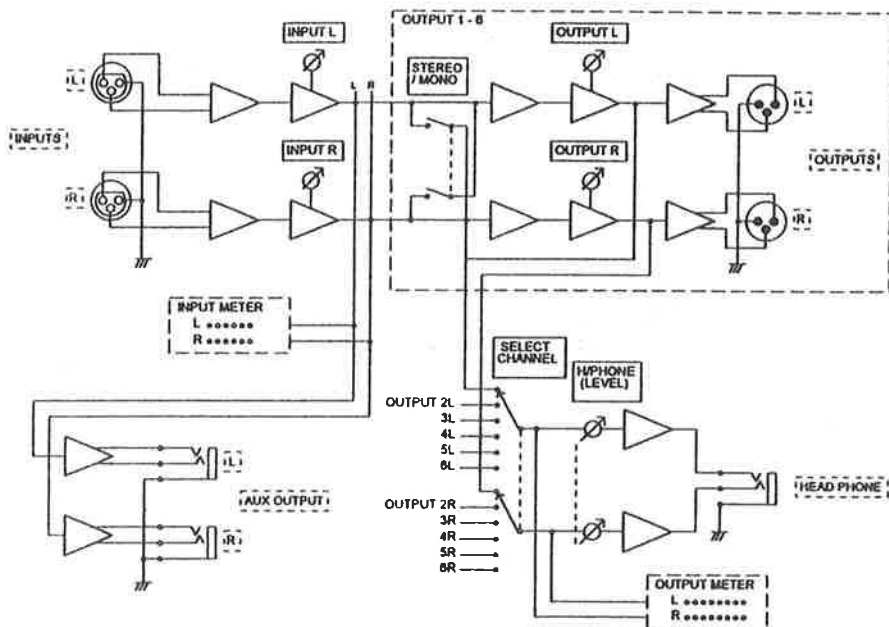 OUTPUT 1 - 6
INPUT L
OUTPUT L
L R
STEREO
/ MONO
L
L
INPUTS
INPUT R
OUTPUT R
OUTPUTS
R
R
INPUT METER
L
R
SELECT
CHANNEL
H/PHONE
(LEVEL)
OUTPUT 2L
3L
4L
5L
6L
L
AUX OUTPUT
HEAD PHONE
OUTPUT 2R
3R
4R
5R
6R
R
OUTPUT METER
L
R